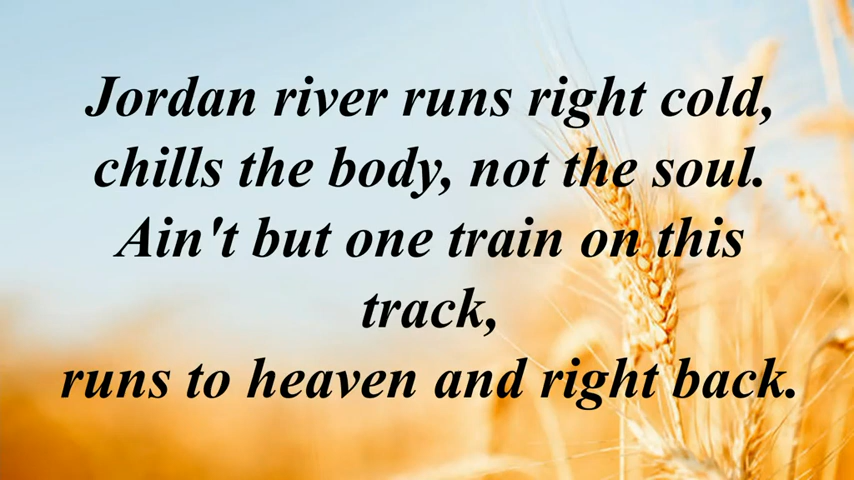 Jordan river runs right cold,
chills the body, not the soul.
Ain't but one train on this
track,
runs to heaven and right back.